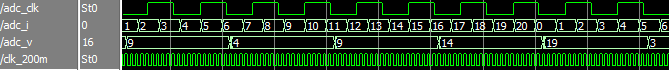 /adc_clk St0
/adc_i 0 1 2 3 4 5 6 7 8 9 10 11 12 13 14 15 16 17 18 19 20 0 1 2 3 4 5 6
/adc_v 16 9 4 9 14 19 3
/clk_200m St0